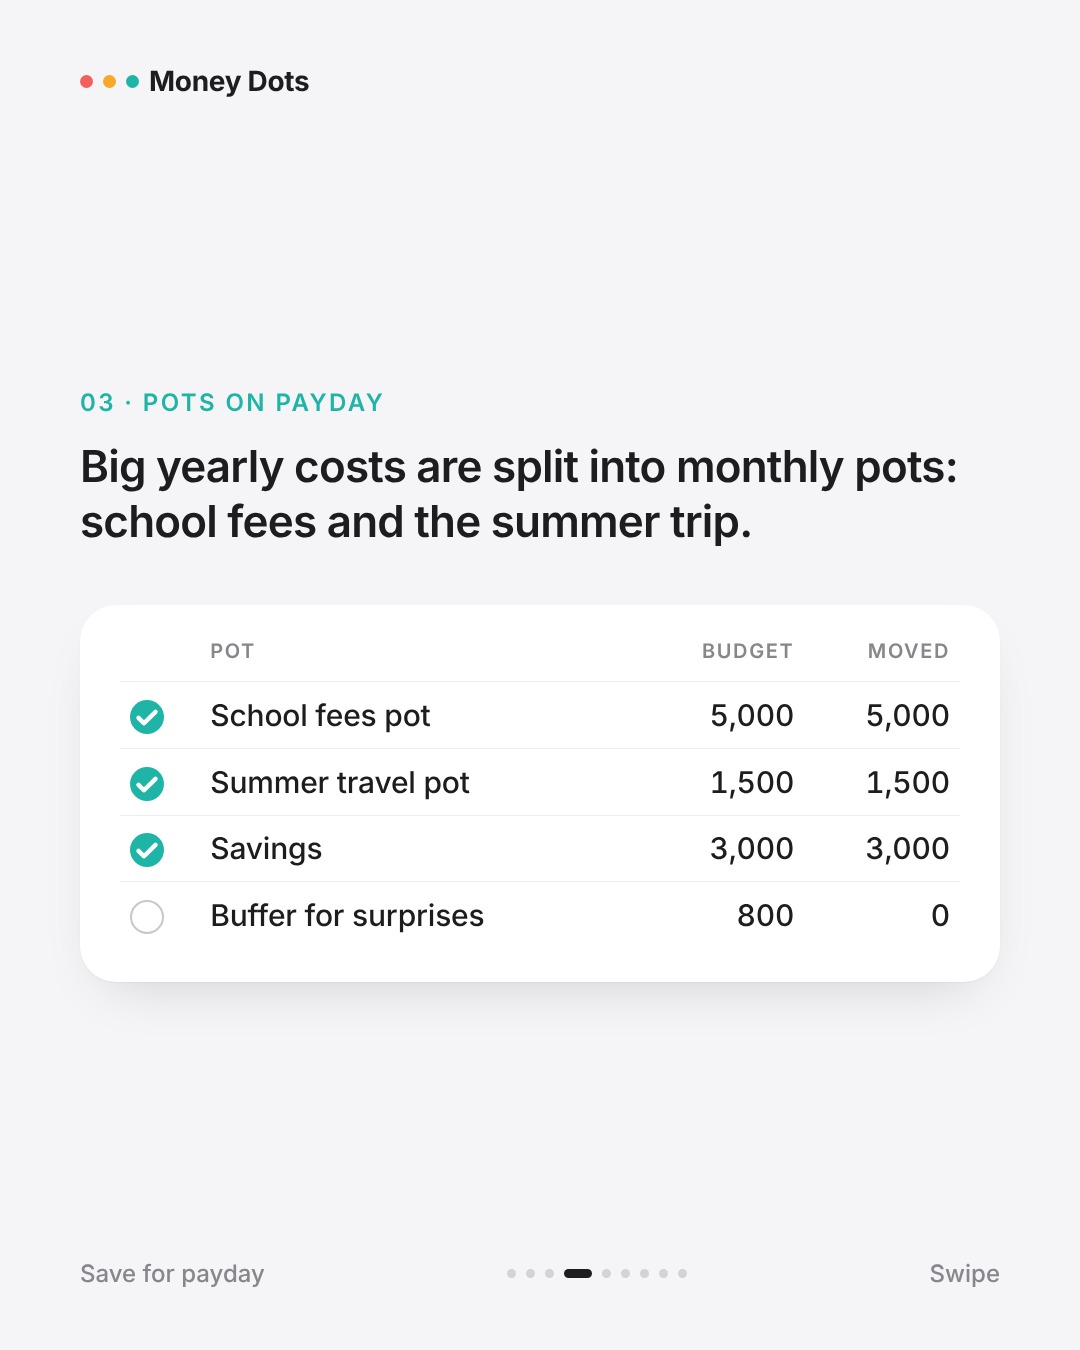 Money Dots
03 · POTS ON PAYDAY
Big yearly costs are split into monthly pots:
school fees and the summer trip.
POT BUDGET MOVED
School fees pot 5,000 5,000
Summer travel pot 1,500 1,500
Savings 3,000 3,000
Buffer for surprises 800 0
Save for payday Swipe